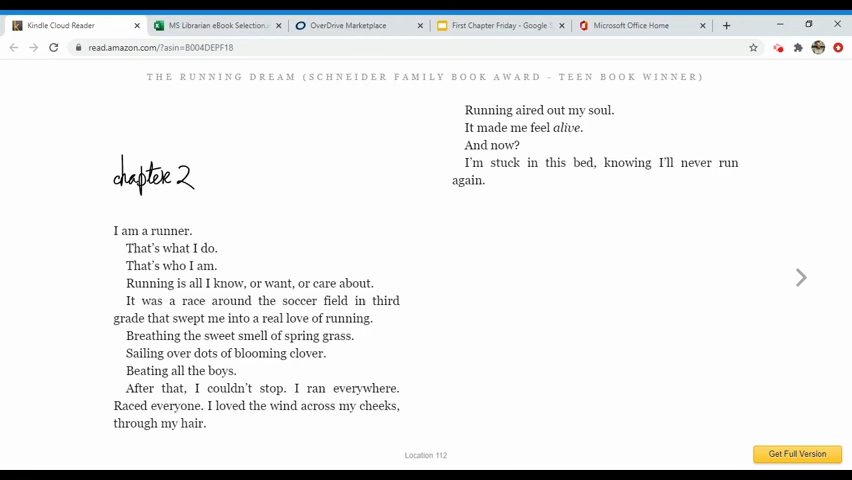 Kindle Cloud Reader
MS Librarian eBook Selection.
OverDrive Marketplace
First Chapter Friday - Google S
Microsoft Office Home
read.amazon.com/?asin=B004DEPF18
THE RUNNING DREAM (SCHNEIDER FAMILY BOOK AWARD - TEEN BOOK WINNER)
chapter 2
I am a runner.
That's what I do.
That's who I am.
Running is all I know, or want, or care about.
It was a race around the soccer field in third
grade that swept me into a real love of running.
Breathing the sweet smell of spring grass.
Sailing over dots of blooming clover.
Beating all the boys.
After that, I couldn't stop. I ran everywhere.
Raced everyone. I loved the wind across my cheeks,
through my hair.
Running aired out my soul.
It made me feel alive.
And now?
I'm stuck in this bed, knowing I'll never run
again.
Location 112
Get Full Version